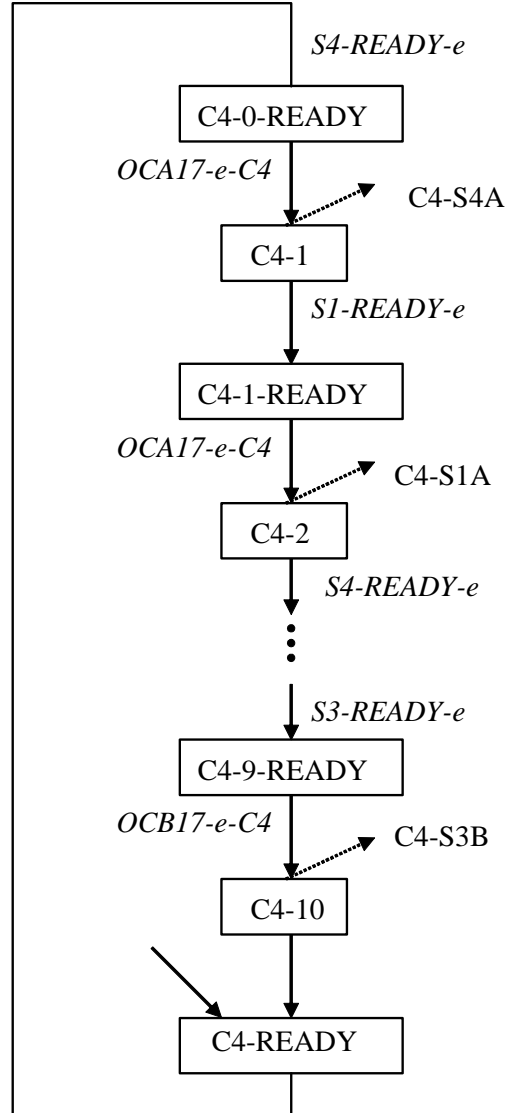 S4-READY-e
C4-0-READY
OCA17-e-C4
C4-S4A
C4-1
S1-READY-e
C4-1-READY
OCA17-e-C4
C4-S1A
C4-2
S4-READY-e
S3-READY-e
C4-9-READY
OCB17-e-C4
C4-S3B
C4-10
C4-READY